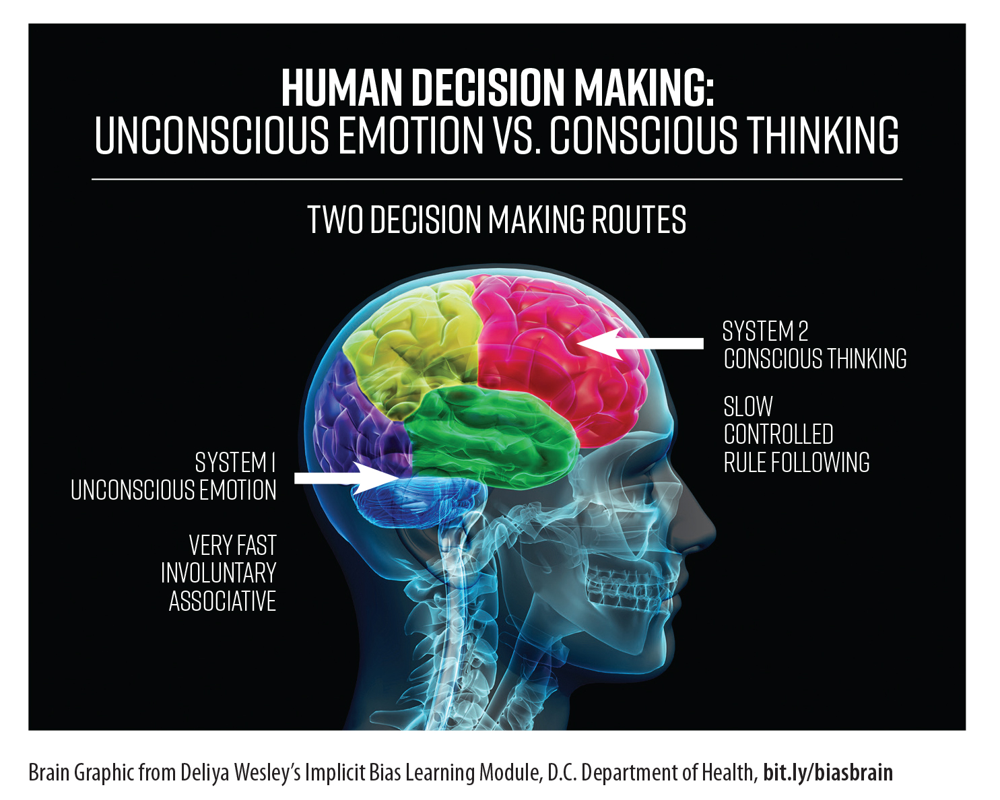 HUMAN DECISION MAKING:
UNCONSCIOUS EMOTION VS. CONSCIOUS THINKING
TWO DECISION MAKING ROUTES
SYSTEM 2
CONSCIOUS THINKING
SLOW
CONTROLLED
RULE FOLLOWING
SYSTEM 1
UNCONSCIOUS EMOTION
VERY FAST
INVOLUNTARY
ASSOCIATIVE
Brain Graphic from Deliya Wesley’s Implicit Bias Learning Module, D.C. Department of Health, bit.ly/biasbrain